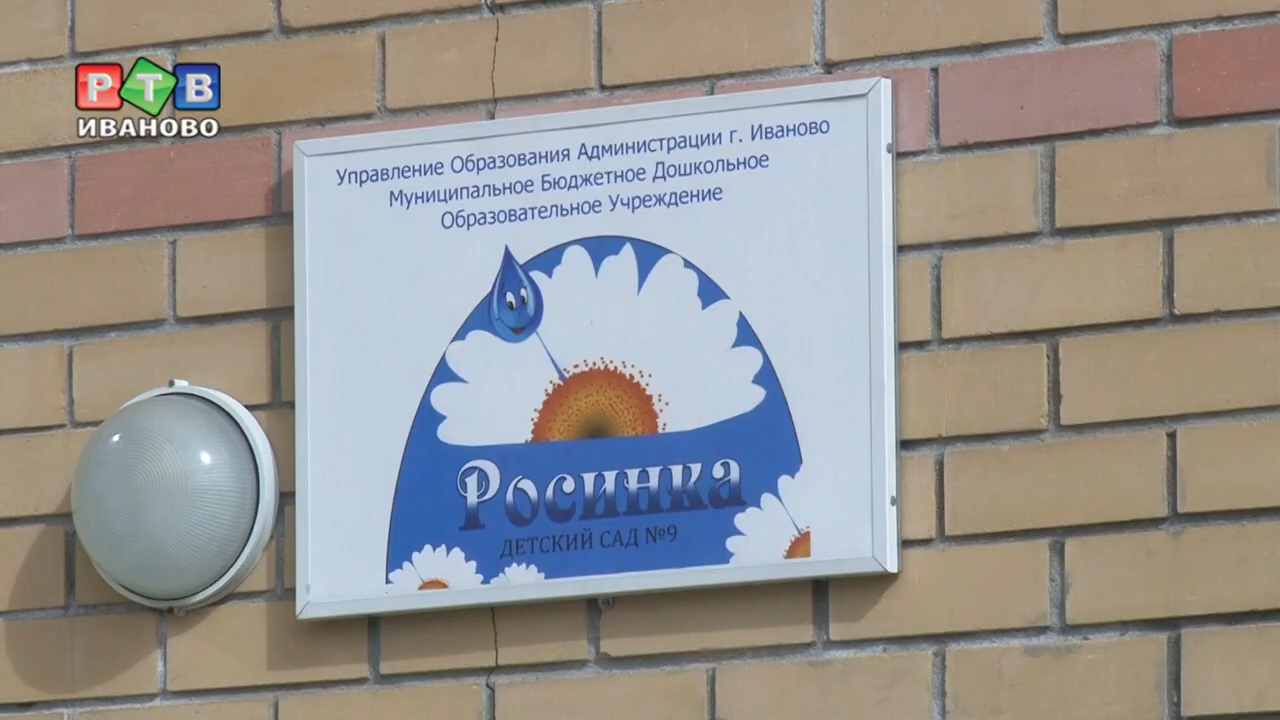 РТВ
ИВАНОВО
Управление Образования Администрации г. Иваново
Муниципальное Бюджетное Дошкольное
Образовательное Учреждение
Росинка
ДЕТСКИЙ САД №9